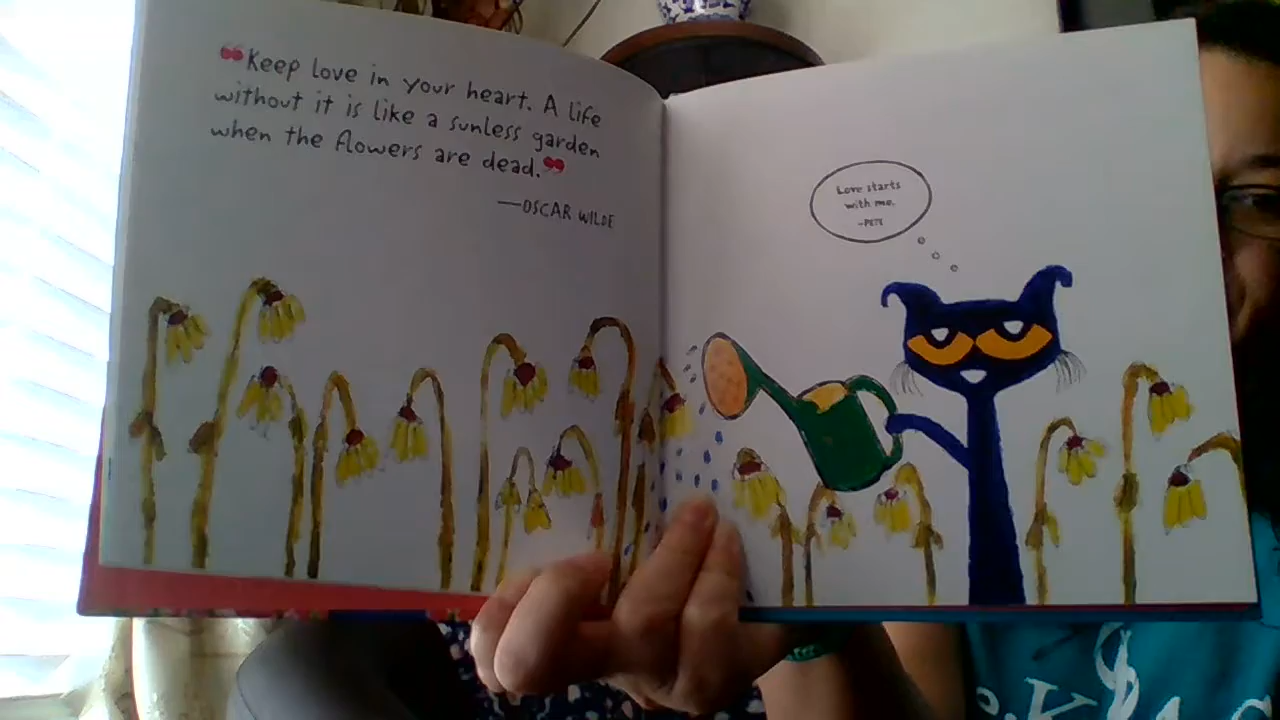 ❝Keep love in your heart. A life
without it is like a sunless garden
when the flowers are dead.❞
—OSCAR WILDE
Love starts
with me.
-PETE